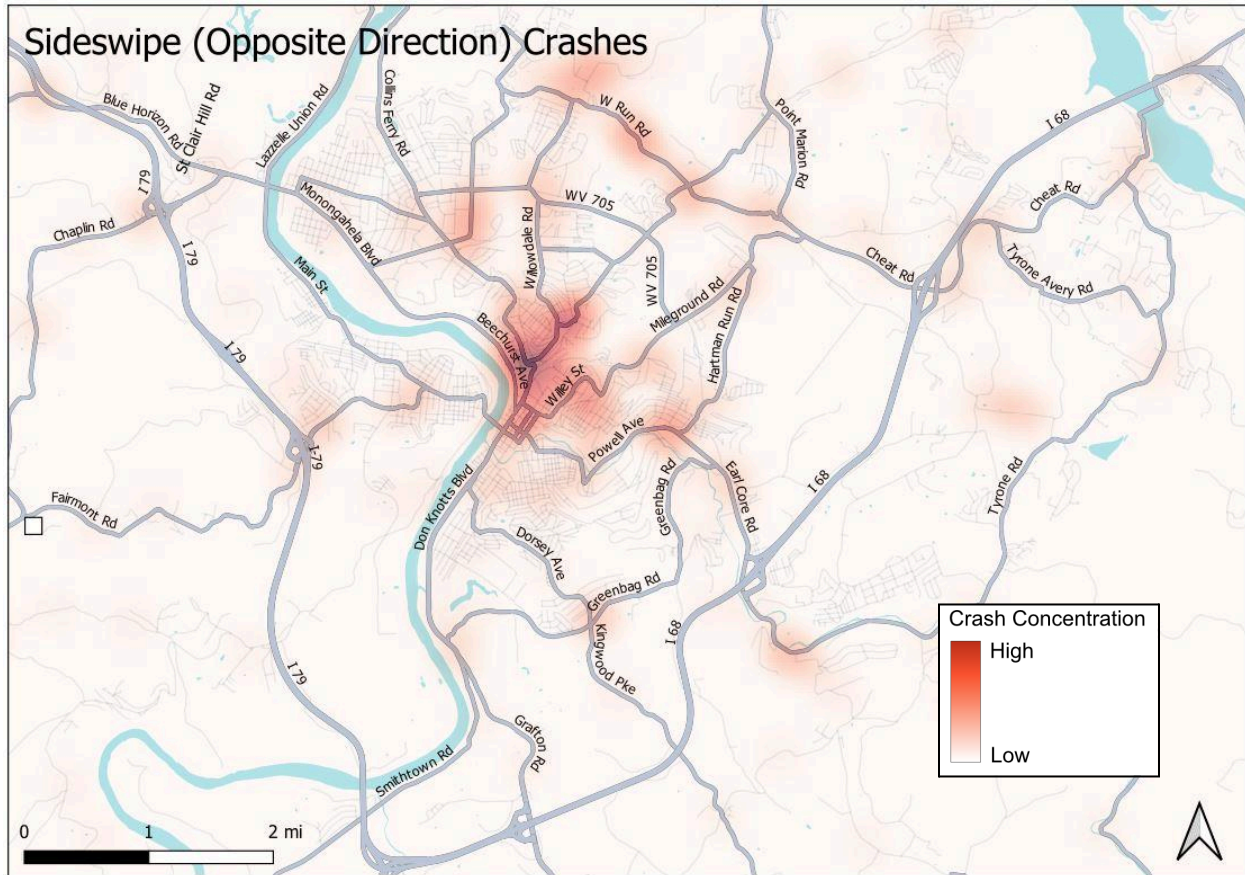 Sideswipe (Opposite Direction) Crashes
Blue Horizon Rd
St Clair Hill Rd
Lazzelle Union Rd
Collins Ferry Rd
W Run Rd
Point Marion Rd
I 68
I 79
Chaplin Rd
I 79
Monongahela Blvd
WV 705
Willowdale Rd
WV 705
Cheat Rd
Cheat Rd
Tyrone Avery Rd
Main St
I 79
Beechurst Ave
Mileground Rd
Hartman Run Rd
Willey St
I-79
Powell Ave
Greenbag Rd
Earl Core Rd
I 68
Tyrone Rd
Fairmont Rd
Don Knotts Blvd
Dorsey Ave
Greenbag Rd
Kingwood Pke
I 68
I 79
Grafton Rd
Smithtown Rd
Crash Concentration
High
Low
0 1 2 mi